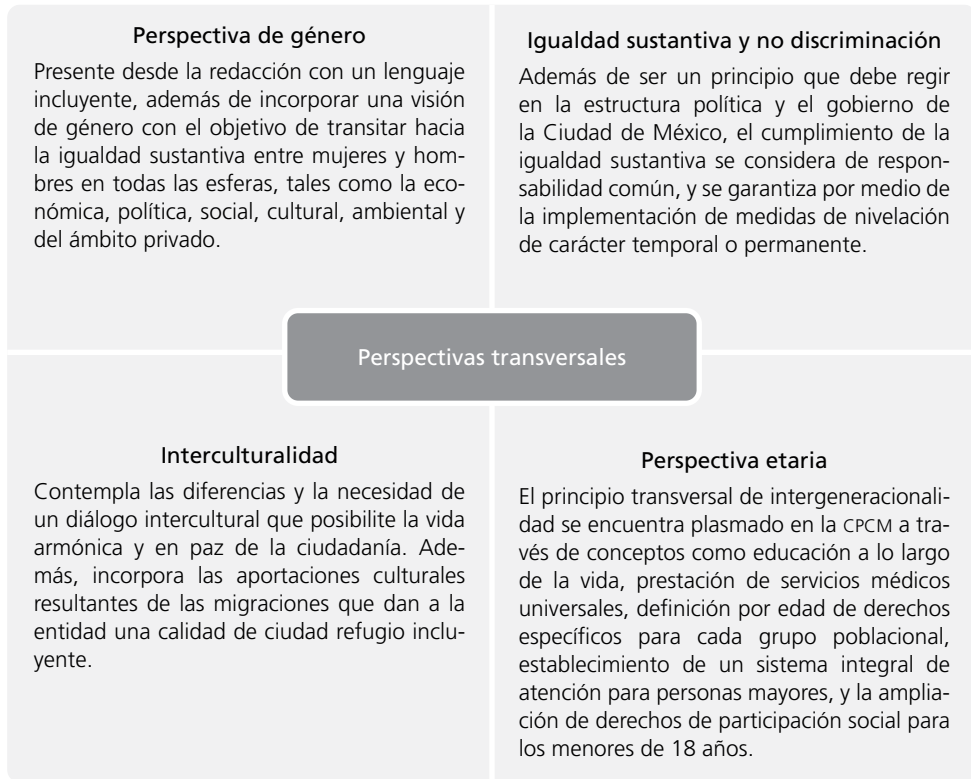 Perspectiva de género
Presente desde la redacción con un lenguaje
incluyente, además de incorporar una visión
de género con el objetivo de transitar hacia
la igualdad sustantiva entre mujeres y hom-
bres en todas las esferas, tales como la eco-
nómica, política, social, cultural, ambiental y
del ámbito privado.
Igualdad sustantiva y no discriminación
Además de ser un principio que debe regir
en la estructura política y el gobierno de
la Ciudad de México, el cumplimiento de la
igualdad sustantiva se considera de respon-
sabilidad común, y se garantiza por medio de
la implementación de medidas de nivelación
de carácter temporal o permanente.
Perspectivas transversales
Interculturalidad
Contempla las diferencias y la necesidad de
un diálogo intercultural que posibilite la vida
armónica y en paz de la ciudadanía. Ade-
más, incorpora las aportaciones culturales
resultantes de las migraciones que dan a la
entidad una calidad de ciudad refugio inclu-
yente.
Perspectiva etaria
El principio transversal de intergeneracionali-
dad se encuentra plasmado en la CPCM a tra-
vés de conceptos como educación a lo largo
de la vida, prestación de servicios médicos
universales, definición por edad de derechos
específicos para cada grupo poblacional,
establecimiento de un sistema integral de
atención para personas mayores, y la amplia-
ción de derechos de participación social para
los menores de 18 años.